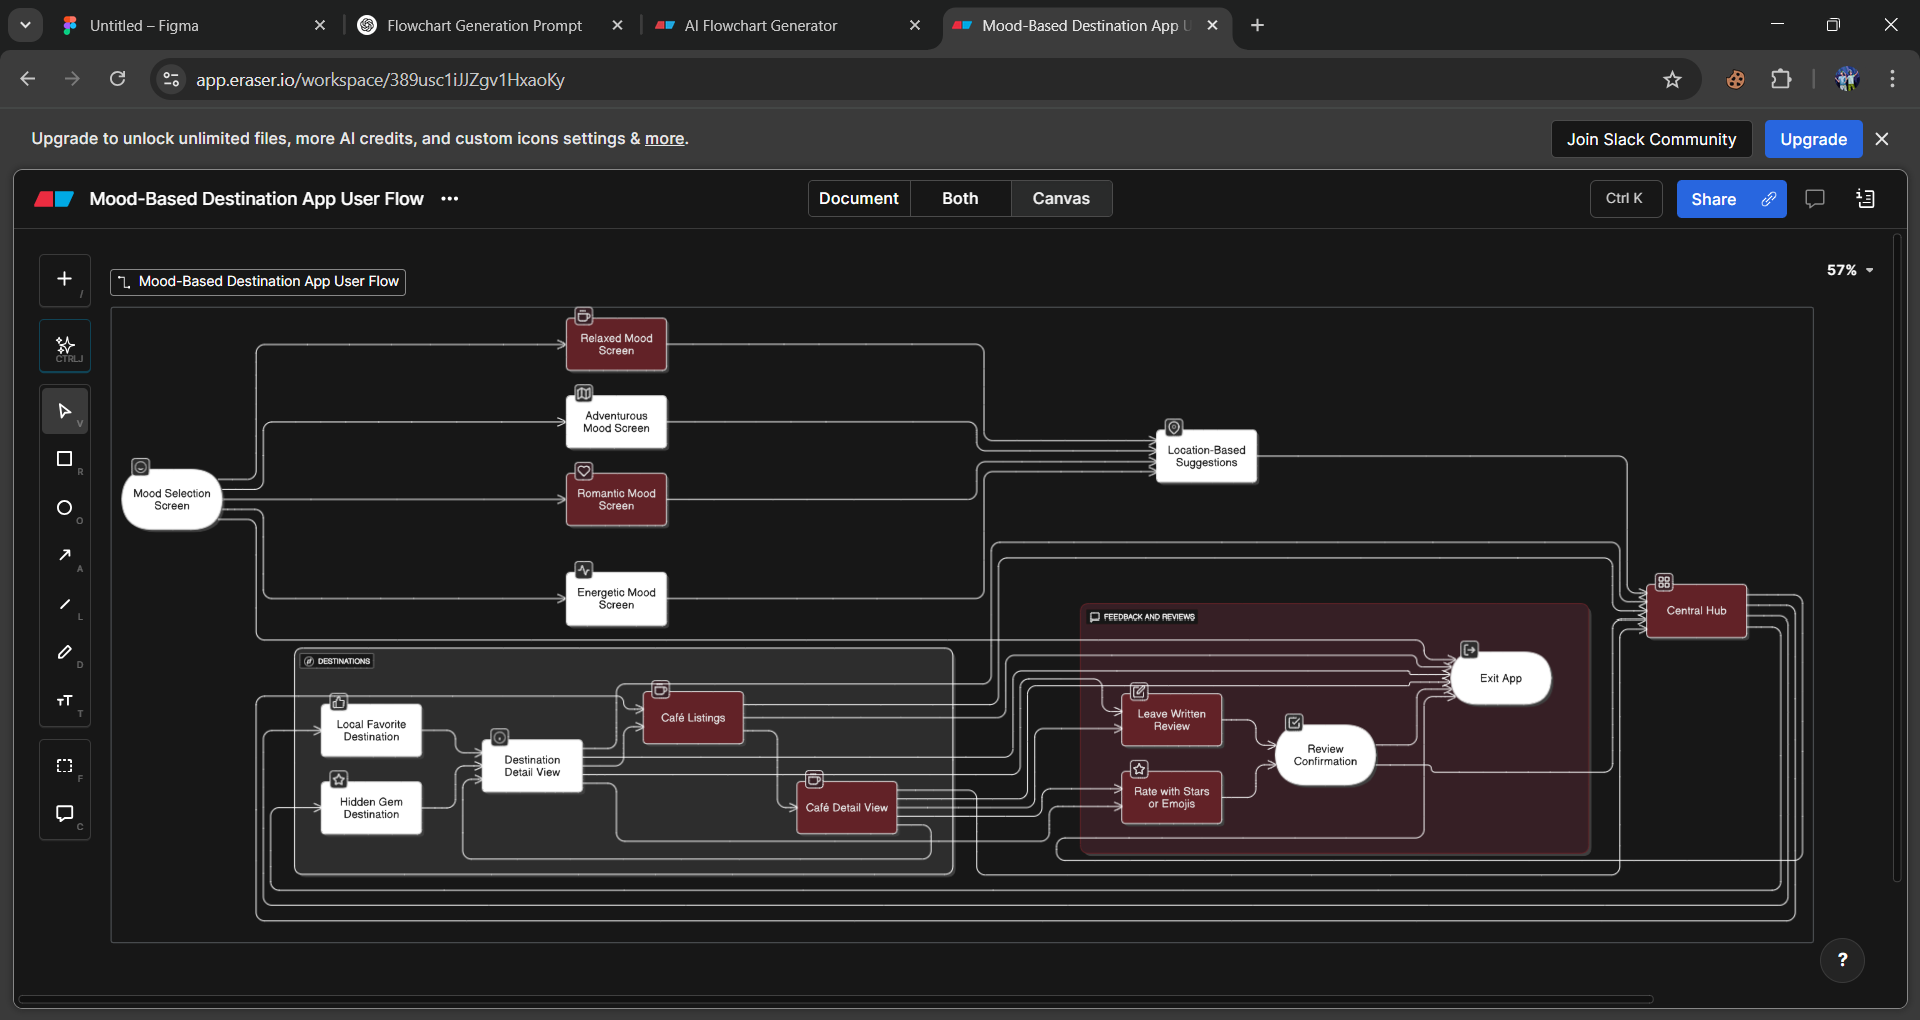 Untitled – Figma
Flowchart Generation Prompt
AI Flowchart Generator
Mood-Based Destination App U
app.eraser.io/workspace/389usc1iJJZgv1HxaoKy
Upgrade to unlock unlimited files, more AI credits, and custom icons settings & more.
Join Slack Community
Upgrade
Mood-Based Destination App User Flow
Document
Both
Canvas
Ctrl K
Share
/
CTRLJ
V
R
O
A
L
D
TT
T
F
C
Mood-Based Destination App User Flow
57%
Relaxed Mood
Screen
Adventurous
Mood Screen
Location-Based
Suggestions
Mood Selection
Screen
Romantic Mood
Screen
Energetic Mood
Screen
Central Hub
FEEDBACK AND REVIEWS
DESTINATIONS
Exit App
Local Favorite
Destination
Café Listings
Leave Written
Review
Destination
Detail View
Review
Confirmation
Hidden Gem
Destination
Café Detail View
Rate with Stars
or Emojis
?